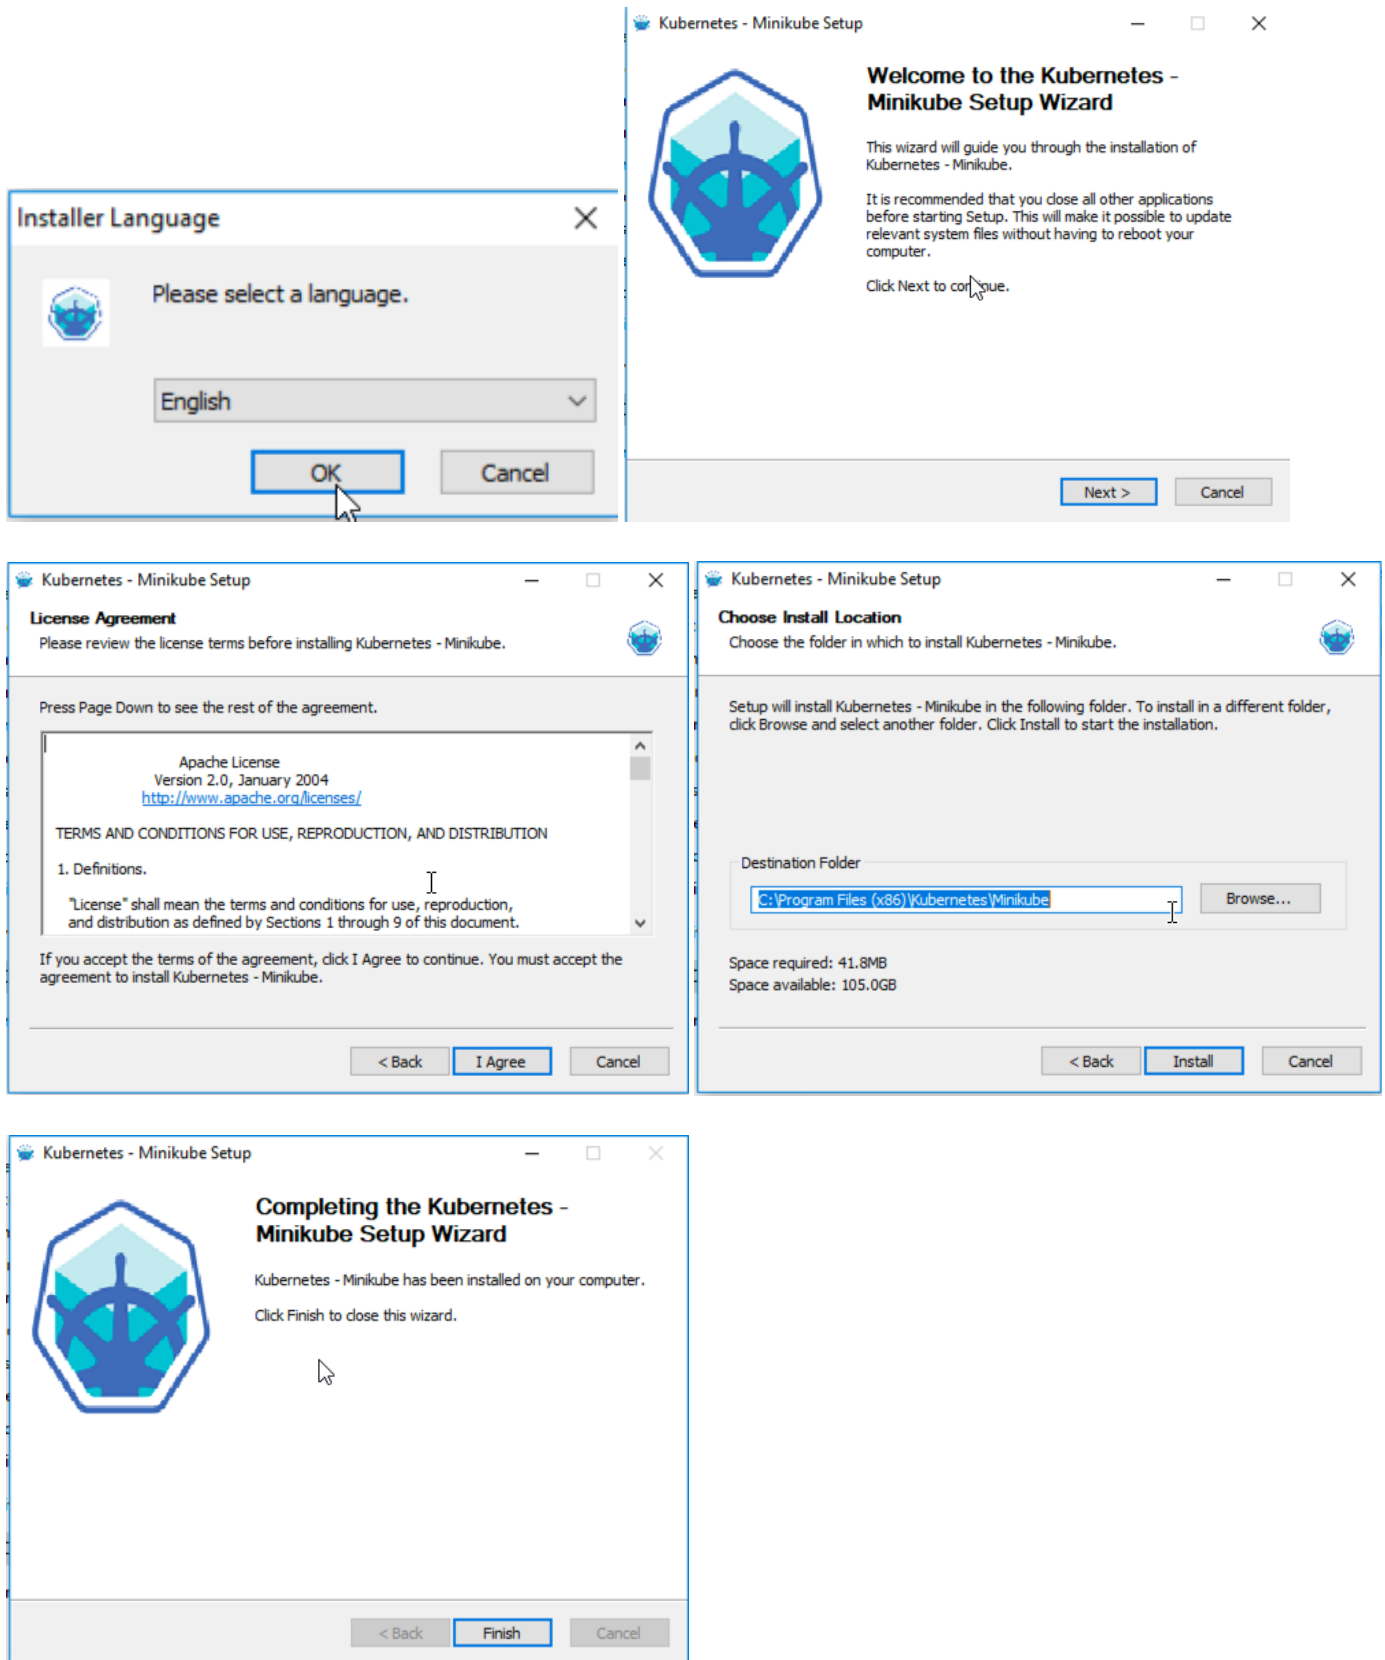 Installer Language
Please select a language.
English
OK
Cancel
Kubernetes - Minikube Setup
Welcome to the Kubernetes -
Minikube Setup Wizard
This wizard will guide you through the installation of
Kubernetes - Minikube.
It is recommended that you close all other applications
before starting Setup. This will make it possible to update
relevant system files without having to reboot your
computer.
Click Next to continue.
Next >
Cancel
Kubernetes - Minikube Setup
License Agreement
Please review the license terms before installing Kubernetes - Minikube.
Press Page Down to see the rest of the agreement.
Apache License
Version 2.0, January 2004
http://www.apache.org/licenses/
TERMS AND CONDITIONS FOR USE, REPRODUCTION, AND DISTRIBUTION
1. Definitions.
"License" shall mean the terms and conditions for use, reproduction,
and distribution as defined by Sections 1 through 9 of this document.
If you accept the terms of the agreement, click I Agree to continue. You must accept the
agreement to install Kubernetes - Minikube.
< Back
I Agree
Cancel
Kubernetes - Minikube Setup
Choose Install Location
Choose the folder in which to install Kubernetes - Minikube.
Setup will install Kubernetes - Minikube in the following folder. To install in a different folder,
click Browse and select another folder. Click Install to start the installation.
Destination Folder
C:\Program Files (x86)\Kubernetes\Minikube
Browse...
Space required: 41.8MB
Space available: 105.0GB
< Back
Install
Cancel
Kubernetes - Minikube Setup
Completing the Kubernetes -
Minikube Setup Wizard
Kubernetes - Minikube has been installed on your computer.
Click Finish to close this wizard.
< Back
Finish
Cancel